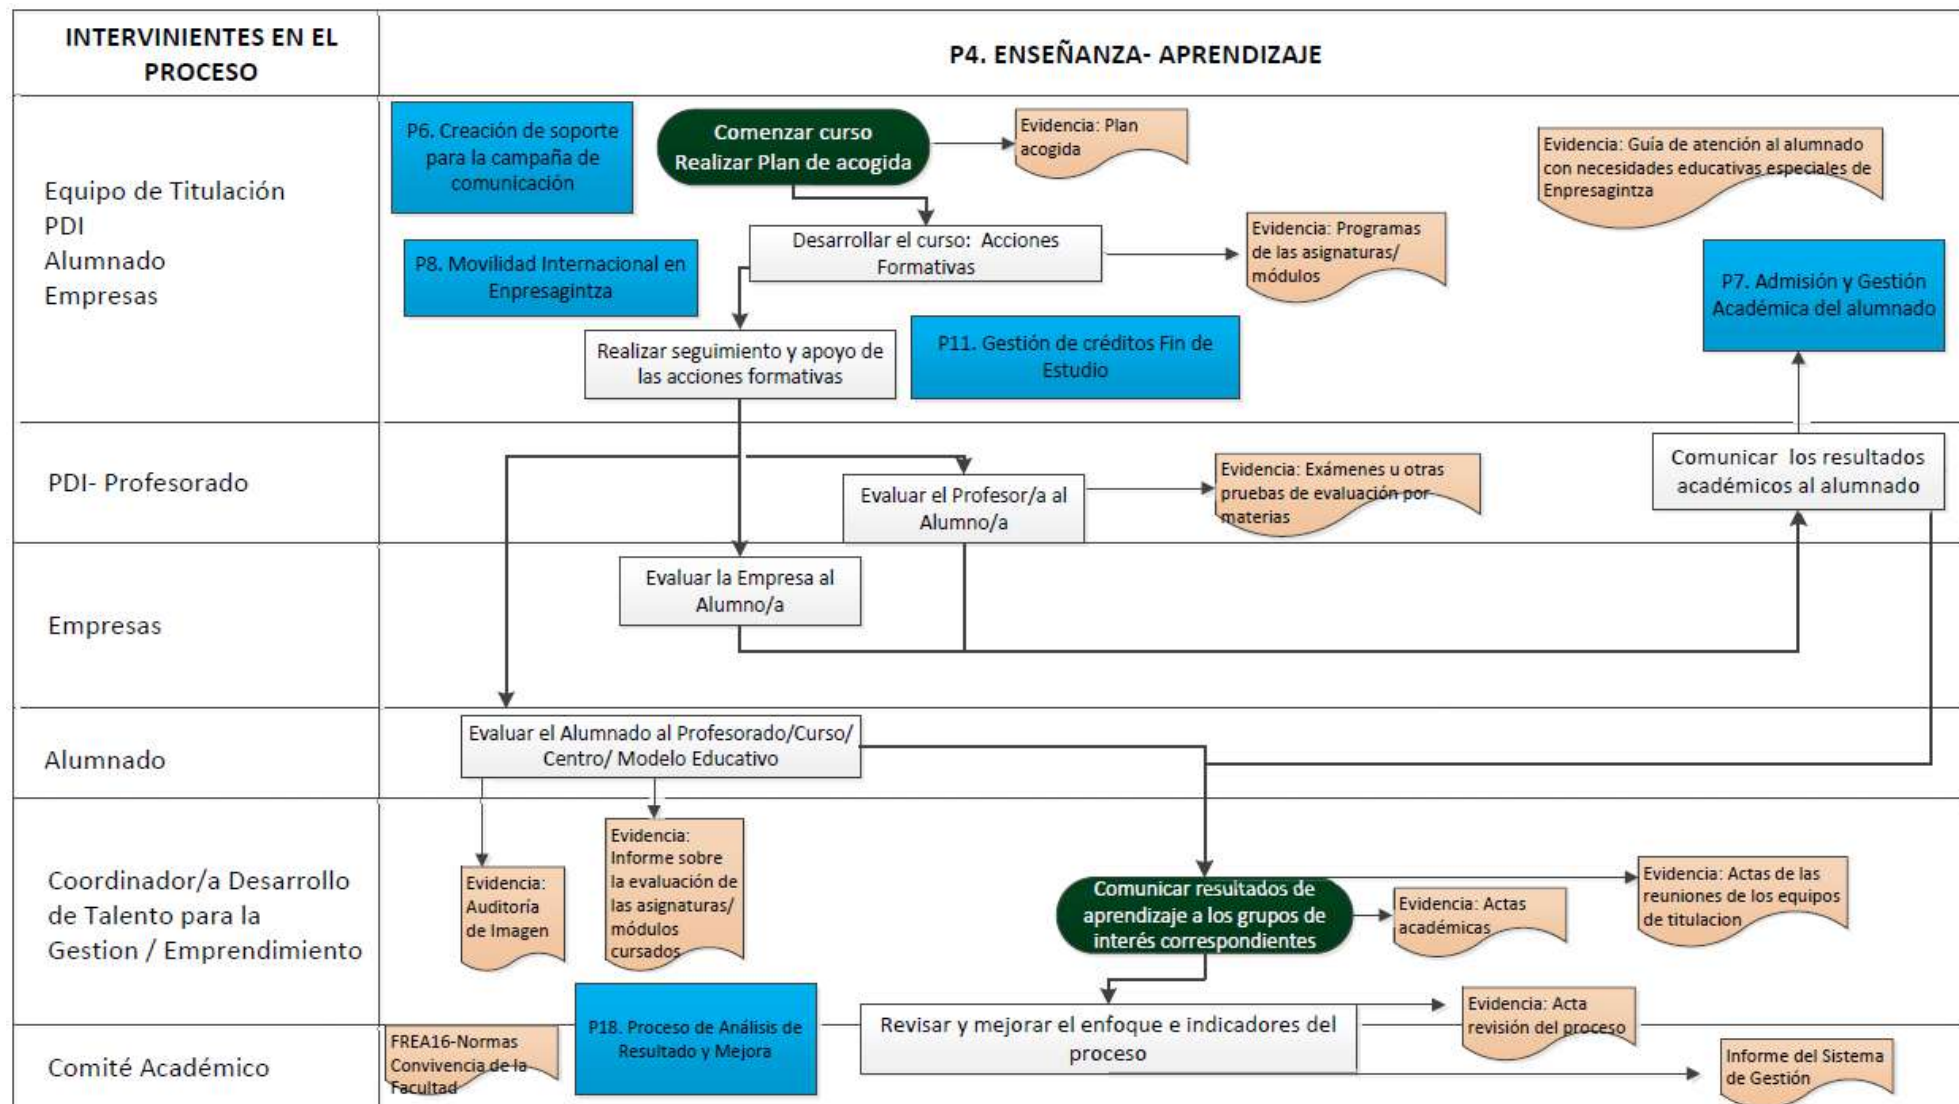 INTERVINIENTES EN EL
PROCESO
P4. ENSEÑANZA- APRENDIZAJE
Equipo de Titulación
PDI
Alumnado
Empresas
P6. Creación de soporte
para la campaña de
comunicación
Comenzar curso
Realizar Plan de acogida
Evidencia: Plan
acogida
Evidencia: Guía de atención al alumnado
con necesidades educativas especiales de
Enpresagintza
P8. Movilidad Internacional en
Enpresagintza
Desarrollar el curso: Acciones
Formativas
Evidencia: Programas
de las asignaturas/
módulos
P7. Admisión y Gestión
Académica del alumnado
Realizar seguimiento y apoyo de
las acciones formativas
P11. Gestión de créditos Fin de
Estudio
PDI- Profesorado
Evaluar el Profesor/a al
Alumno/a
Evidencia: Exámenes u otras
pruebas de evaluación por
materias
Comunicar los resultados
académicos al alumnado
Empresas
Evaluar la Empresa al
Alumno/a
Alumnado
Evaluar el Alumnado al Profesorado/Curso/
Centro/ Modelo Educativo
Coordinador/a Desarrollo
de Talento para la
Gestion / Emprendimiento
Evidencia:
Auditoría
de Imagen
Evidencia:
Informe sobre
la evaluación de
las asignaturas/
módulos
cursados
Comunicar resultados de
aprendizaje a los grupos de
interés correspondientes
Evidencia: Actas
académicas
Evidencia: Actas de las
reuniones de los equipos
de titulacion
Comité Académico
FREA16-Normas
Convivencia de la
Facultad
P18. Proceso de Análisis de
Resultado y Mejora
Revisar y mejorar el enfoque e indicadores del
proceso
Evidencia: Acta
revisión del proceso
Informe del Sistema
de Gestión